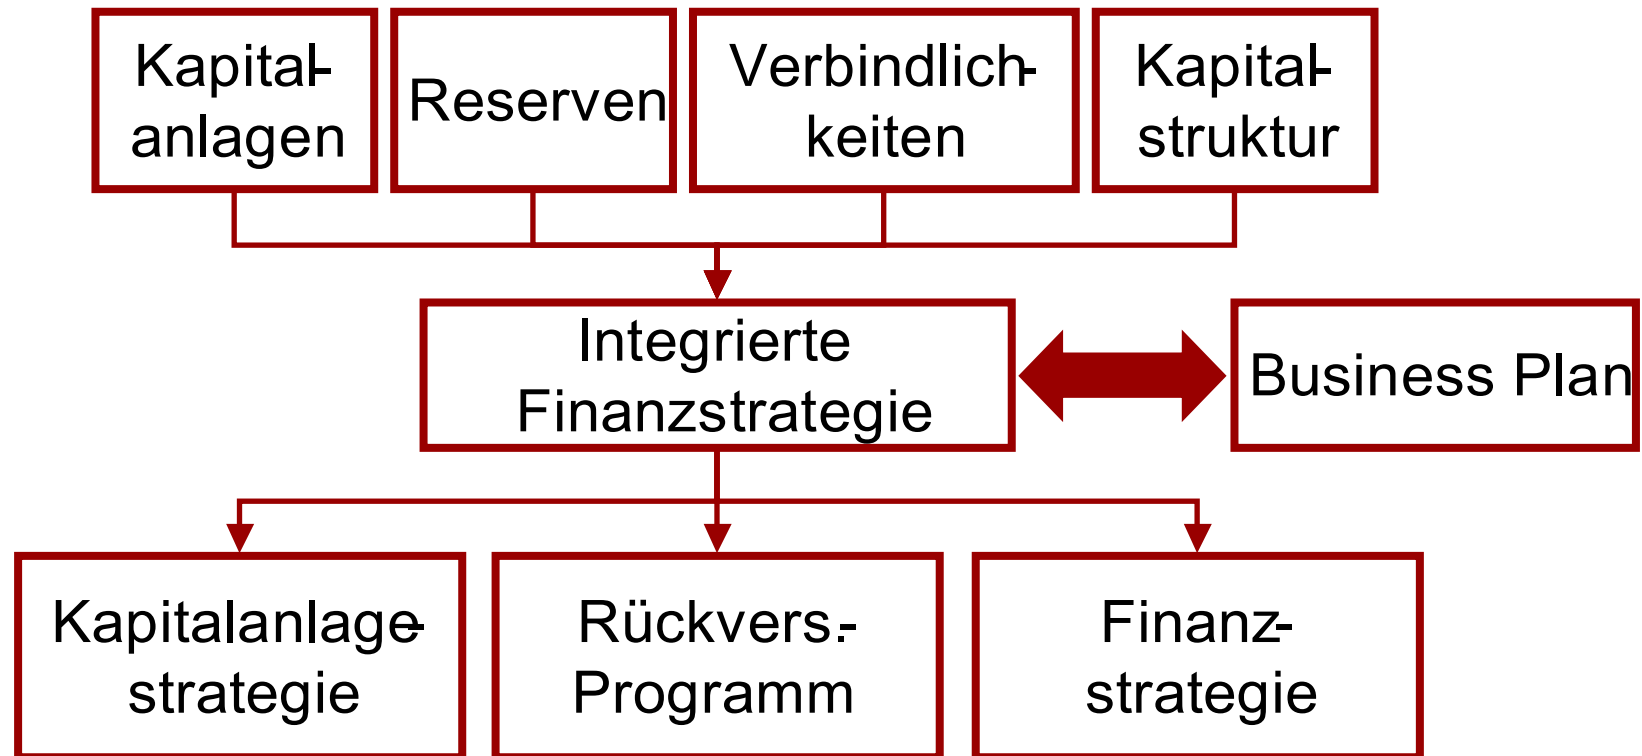 Kapital-
anlagen
Reserven
Verbindlich-
keiten
Kapital-
struktur
Integrierte
Finanzstrategie
Business Plan
Kapitalanlage-
strategie
Rückvers.-
Programm
Finanz-
strategie